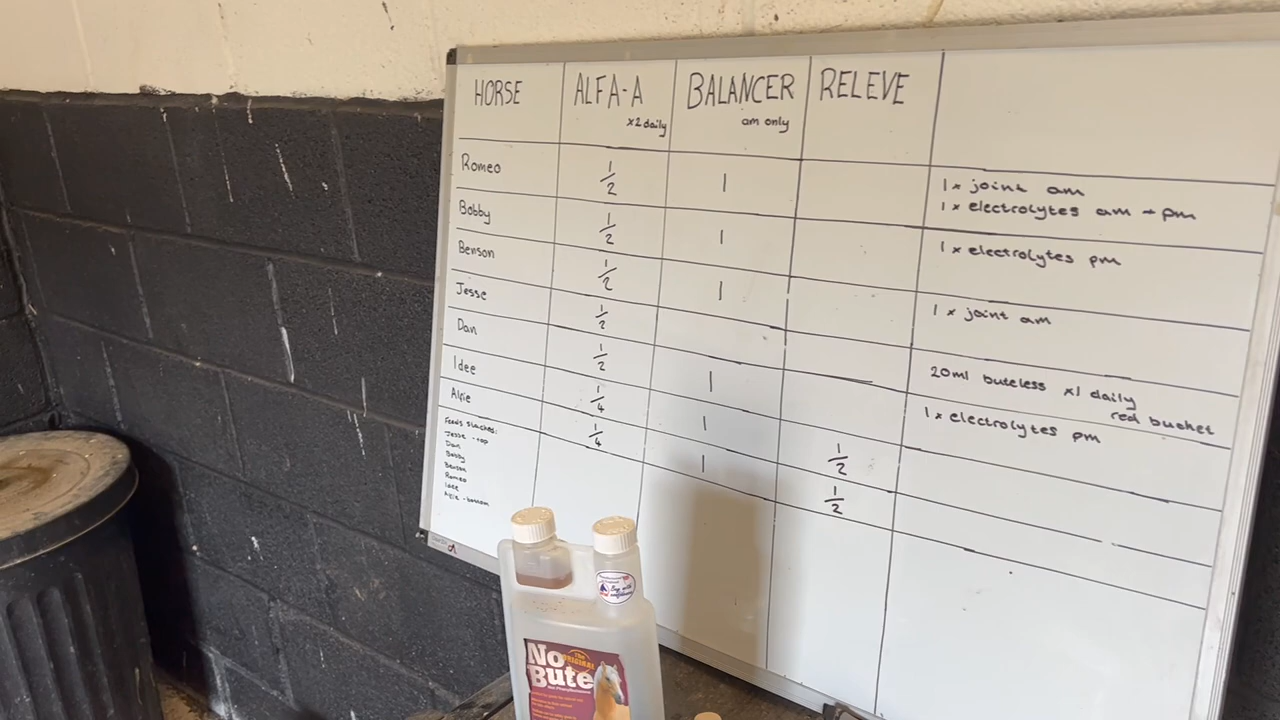 HORSE ALFA-A BALANCER RELEVE
x2 daily am only
Romeo 1/2 1 1 x joint am
1 x electrolytes am + pm
Bobby 1/2 1 1 x electrolytes pm
Benson 1/2 1 1 x joint am
Jesse 1/2 20ml buteless x1 daily
red bucket
Dan 1/2 1 1 x electrolytes pm
Idee 1/4 1 1/2
Alfie 1/4 1 1/2
Feeds stacked:
Jesse - top
Dan
Bobby
Benson
Romeo
Idee
Alfie - bottom
No
The ORIGINAL
Bute